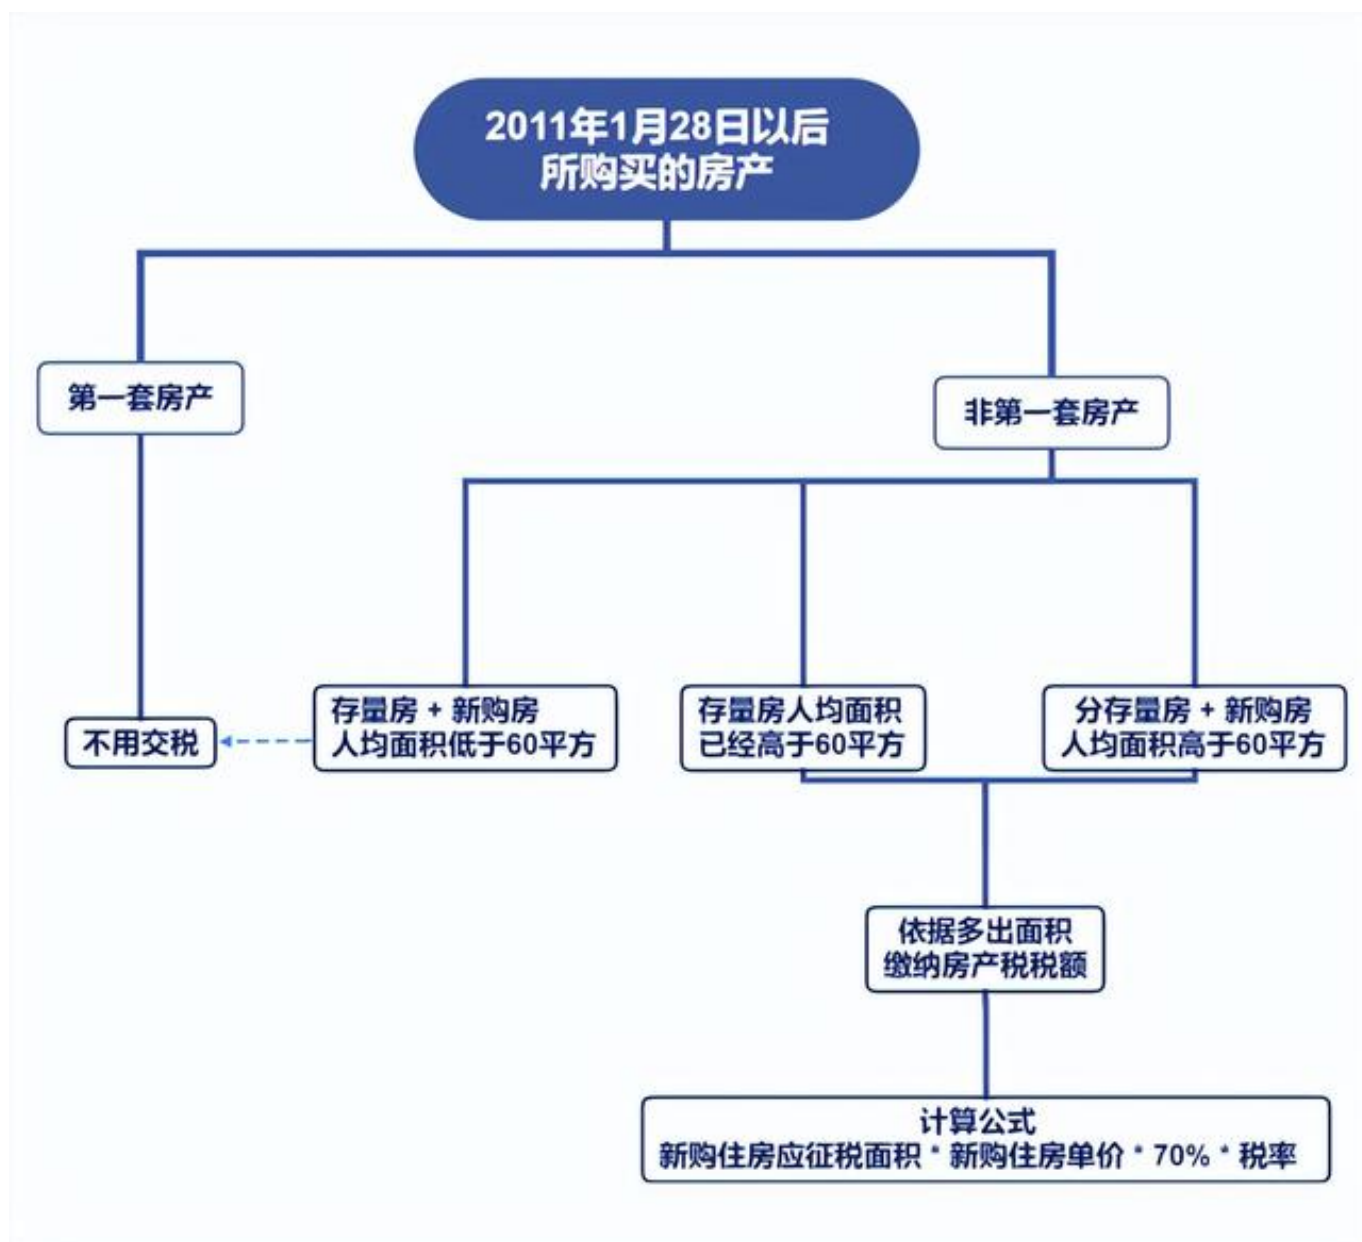 2011年1月28日以后
所购买的房产
第一套房产
非第一套房产
不用交税
存量房 + 新购房
人均面积低于60平方
存量房人均面积
已经高于60平方
分存量房 + 新购房
人均面积高于60平方
依据多出面积
缴纳房产税税额
计算公式
新购住房应征税面积 * 新购住房单价 * 70% * 税率